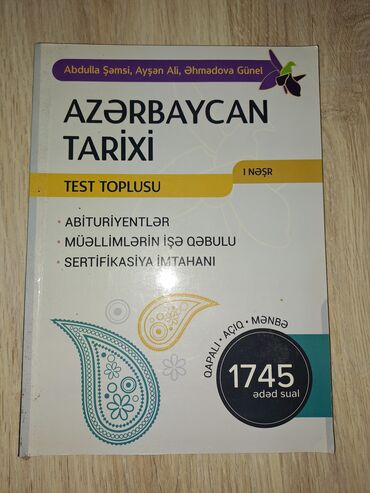 Abdulla Şəmsi, Ayşən Ali, Əhmədova Günel
AZƏRBAYCAN
TARİXİ
I NƏŞR
TEST TOPLUSU
• ABİTURİYENTLƏR
• MÜƏLLİMLƏRİN İŞƏ QƏBULU
• SERTİFİKASİYA İMTAHANI
QAPALI • AÇIQ • MƏNBƏ
1745
ədəd sual